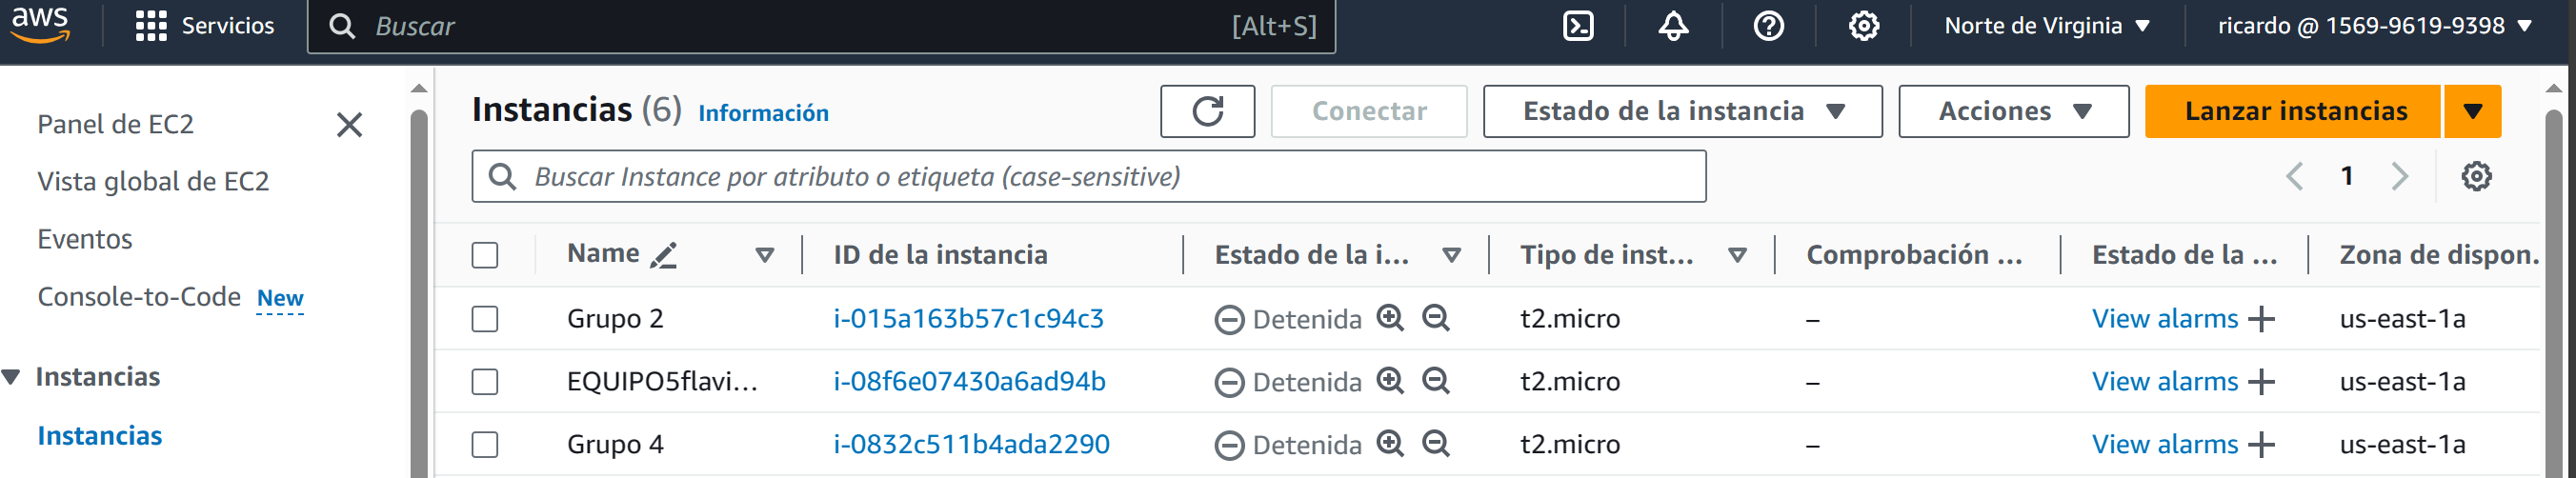 aws Servicios Buscar [Alt+S] Norte de Virginia ricardo @ 1569-9619-9398
Panel de EC2
Vista global de EC2
Eventos
Console-to-Code New
Instancias
Instancias
Instancias (6) Información Conectar Estado de la instancia Acciones Lanzar instancias
Buscar Instance por atributo o etiqueta (case-sensitive) 1
Name ID de la instancia Estado de la i... Tipo de inst... Comprobación ... Estado de la ... Zona de dispon.
Grupo 2 i-015a163b57c1c94c3 Detenida t2.micro – View alarms + us-east-1a
EQUIPO5flavi... i-08f6e07430a6ad94b Detenida t2.micro – View alarms + us-east-1a
Grupo 4 i-0832c511b4ada2290 Detenida t2.micro – View alarms + us-east-1a